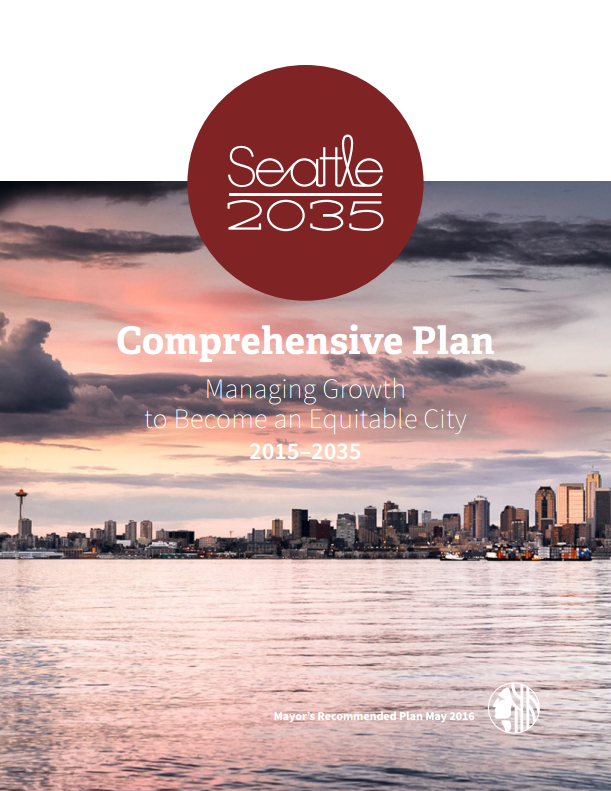 Seattle
2035
Comprehensive Plan
Managing Growth
to Become an Equitable City
2015–2035
Mayor's Recommended Plan May 2016